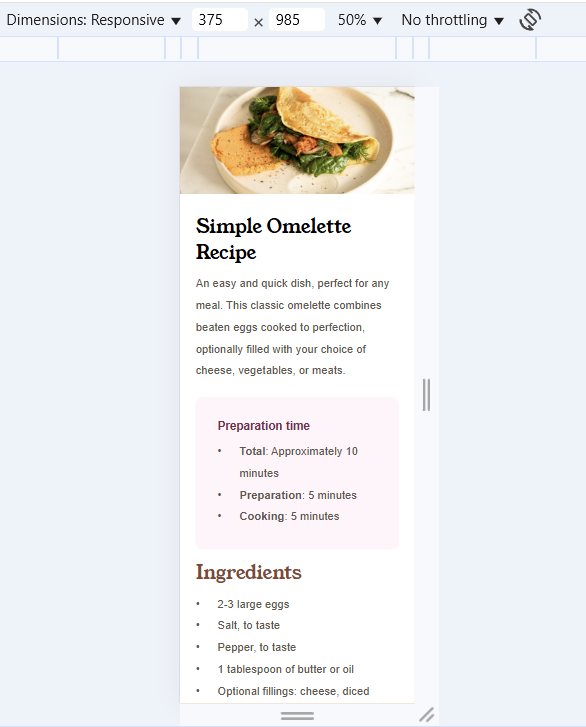 Dimensions: Responsive ▼ 375 × 985 50% ▼ No throttling ▼
Simple Omelette
Recipe
An easy and quick dish, perfect for any
meal. This classic omelette combines
beaten eggs cooked to perfection,
optionally filled with your choice of
cheese, vegetables, or meats.
Preparation time
• Total: Approximately 10
minutes
• Preparation: 5 minutes
• Cooking: 5 minutes
Ingredients
• 2-3 large eggs
• Salt, to taste
• Pepper, to taste
• 1 tablespoon of butter or oil
• Optional fillings: cheese, diced